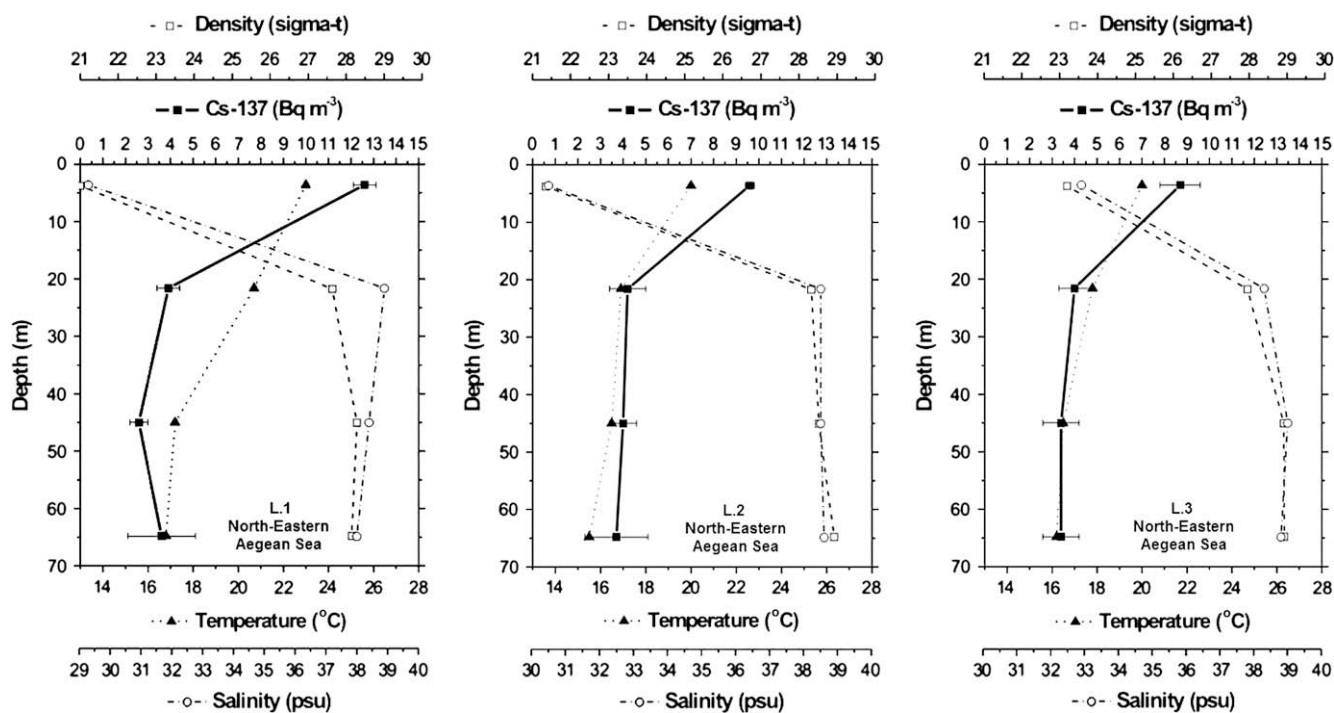 Density (sigma-t)
21 22 23 24 25 26 27 28 29 30
Cs-137 (Bq m-3)
0 1 2 3 4 5 6 7 8 9 10 11 12 13 14 15
0
10
20
30
40
50
60
70
Depth (m)
L.1
North-Eastern
Aegean Sea
14 16 18 20 22 24 26 28
Temperature (°C)
29 30 31 32 33 34 35 36 37 38 39 40
Salinity (psu)
Density (sigma-t)
21 22 23 24 25 26 27 28 29 30
Cs-137 (Bq m-3)
0 1 2 3 4 5 6 7 8 9 10 11 12 13 14 15
0
10
20
30
40
50
60
70
Depth (m)
L.2
North-Eastern
Aegean Sea
14 16 18 20 22 24 26 28
Temperature (°C)
30 31 32 33 34 35 36 37 38 39 40
Salinity (psu)
Density (sigma-t)
21 22 23 24 25 26 27 28 29 30
Cs-137 (Bq m-3)
0 1 2 3 4 5 6 7 8 9 10 11 12 13 14 15
0
10
20
30
40
50
60
70
Depth (m)
L.3
North-Eastern
Aegean Sea
14 16 18 20 22 24 26 28
Temperature (°C)
30 31 32 33 34 35 36 37 38 39 40
Salinity (psu)